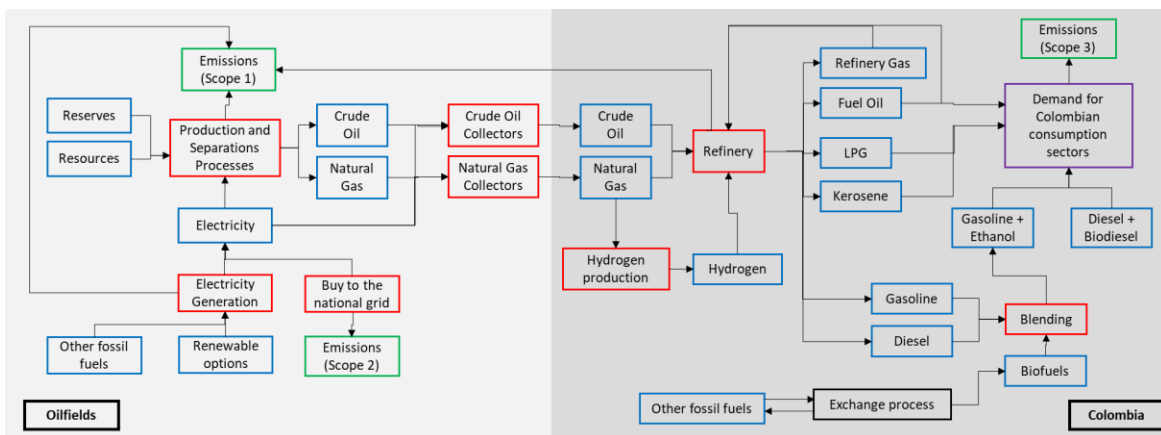 Emissions
(Scope 1)
Reserves
Resources
Production and
Separations
Processes
Crude
Oil
Natural
Gas
Crude Oil
Collectors
Natural Gas
Collectors
Electricity
Electricity
Generation
Buy to the
national grid
Other fossil
fuels
Renewable
options
Emissions
(Scope 2)
Oilfields
Crude
Oil
Natural
Gas
Refinery
Hydrogen
production
Hydrogen
Refinery Gas
Fuel Oil
LPG
Kerosene
Emissions
(Scope 3)
Demand for
Colombian
consumption
sectors
Gasoline +
Ethanol
Diesel +
Biodiesel
Gasoline
Diesel
Blending
Biofuels
Other fossil fuels
Exchange process
Colombia